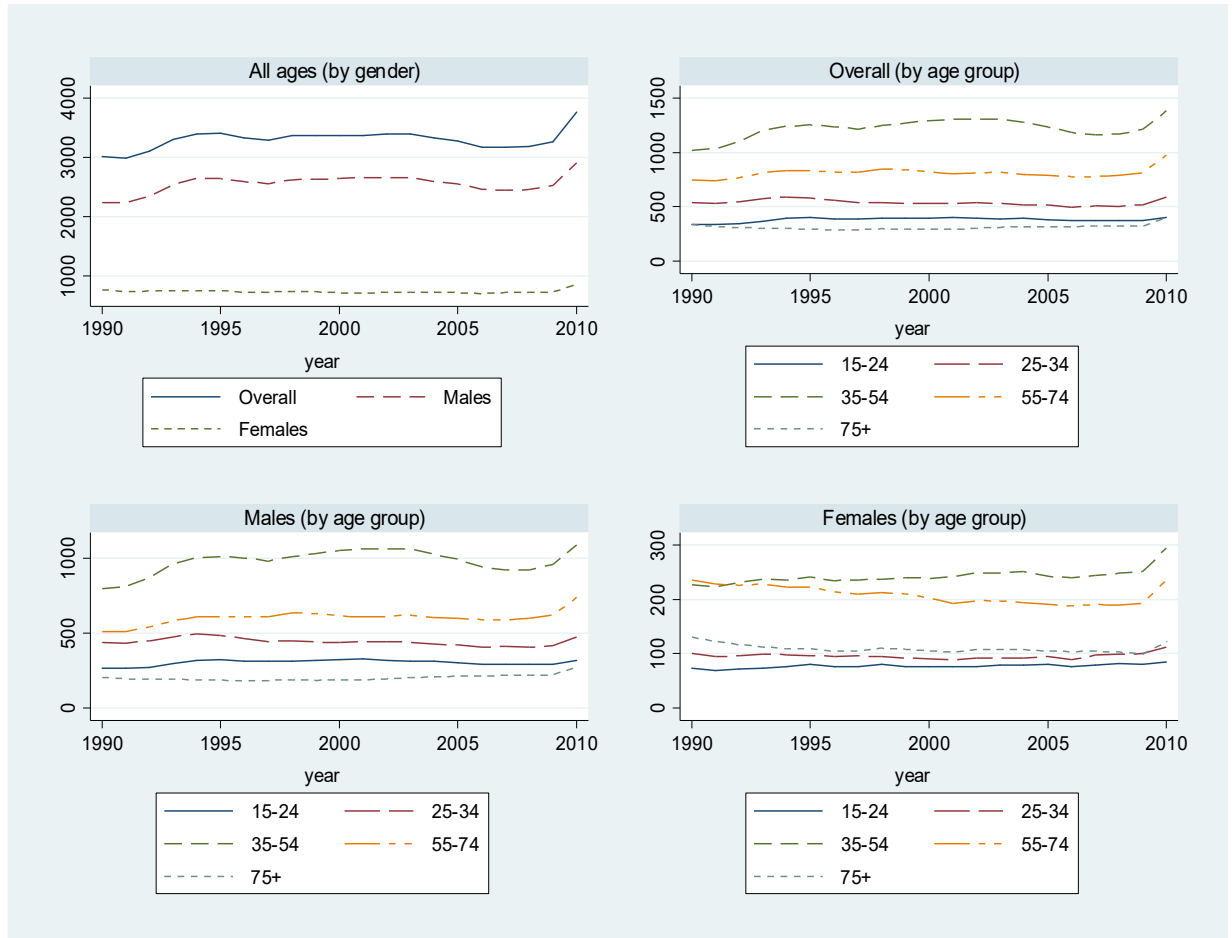 All ages (by gender)
4000
3000
2000
1000
1990 1995 2000 2005 2010
year
Overall Males
Females
Overall (by age group)
1500
1000
500
0
1990 1995 2000 2005 2010
year
15-24 25-34
35-54 55-74
75+
Males (by age group)
1000
500
0
1990 1995 2000 2005 2010
year
15-24 25-34
35-54 55-74
75+
Females (by age group)
300
200
100
0
1990 1995 2000 2005 2010
year
15-24 25-34
35-54 55-74
75+